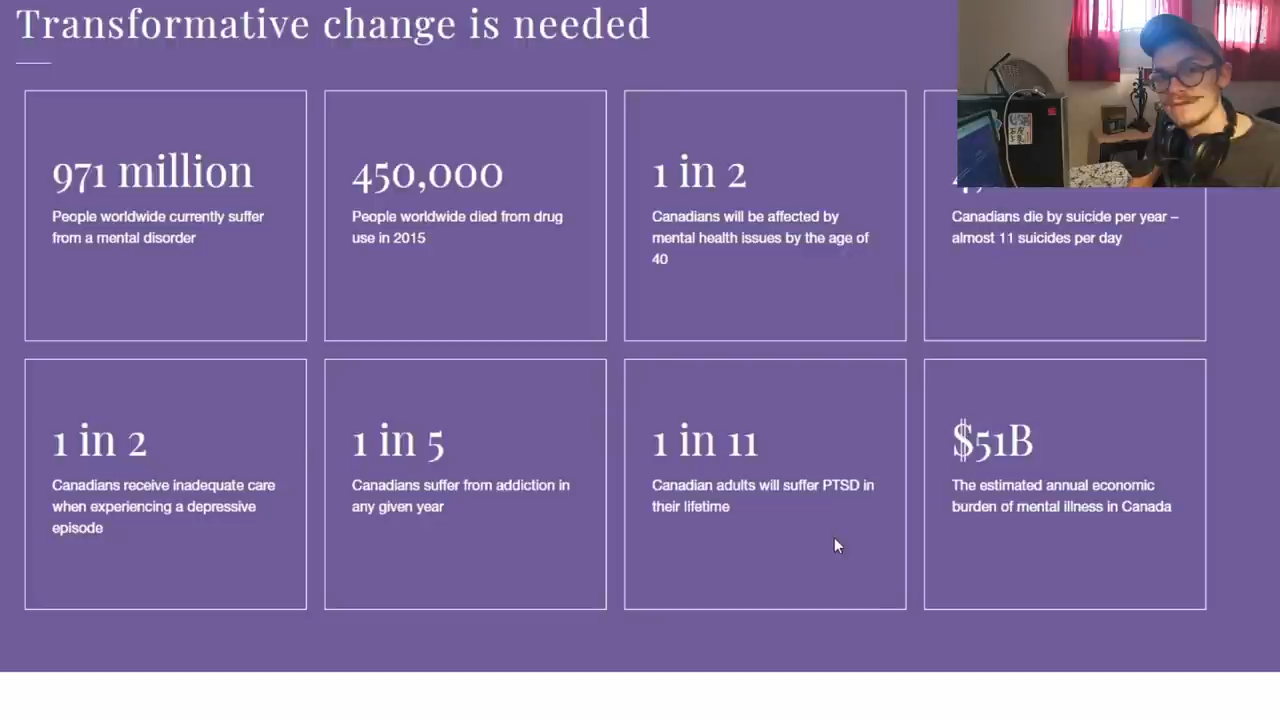 Transformative change is needed
971 million
People worldwide currently suffer
from a mental disorder
450,000
People worldwide died from drug
use in 2015
1 in 2
Canadians will be affected by
mental health issues by the age of
40
Canadians die by suicide per year –
almost 11 suicides per day
1 in 2
Canadians receive inadequate care
when experiencing a depressive
episode
1 in 5
Canadians suffer from addiction in
any given year
1 in 11
Canadian adults will suffer PTSD in
their lifetime
$51B
The estimated annual economic
burden of mental illness in Canada